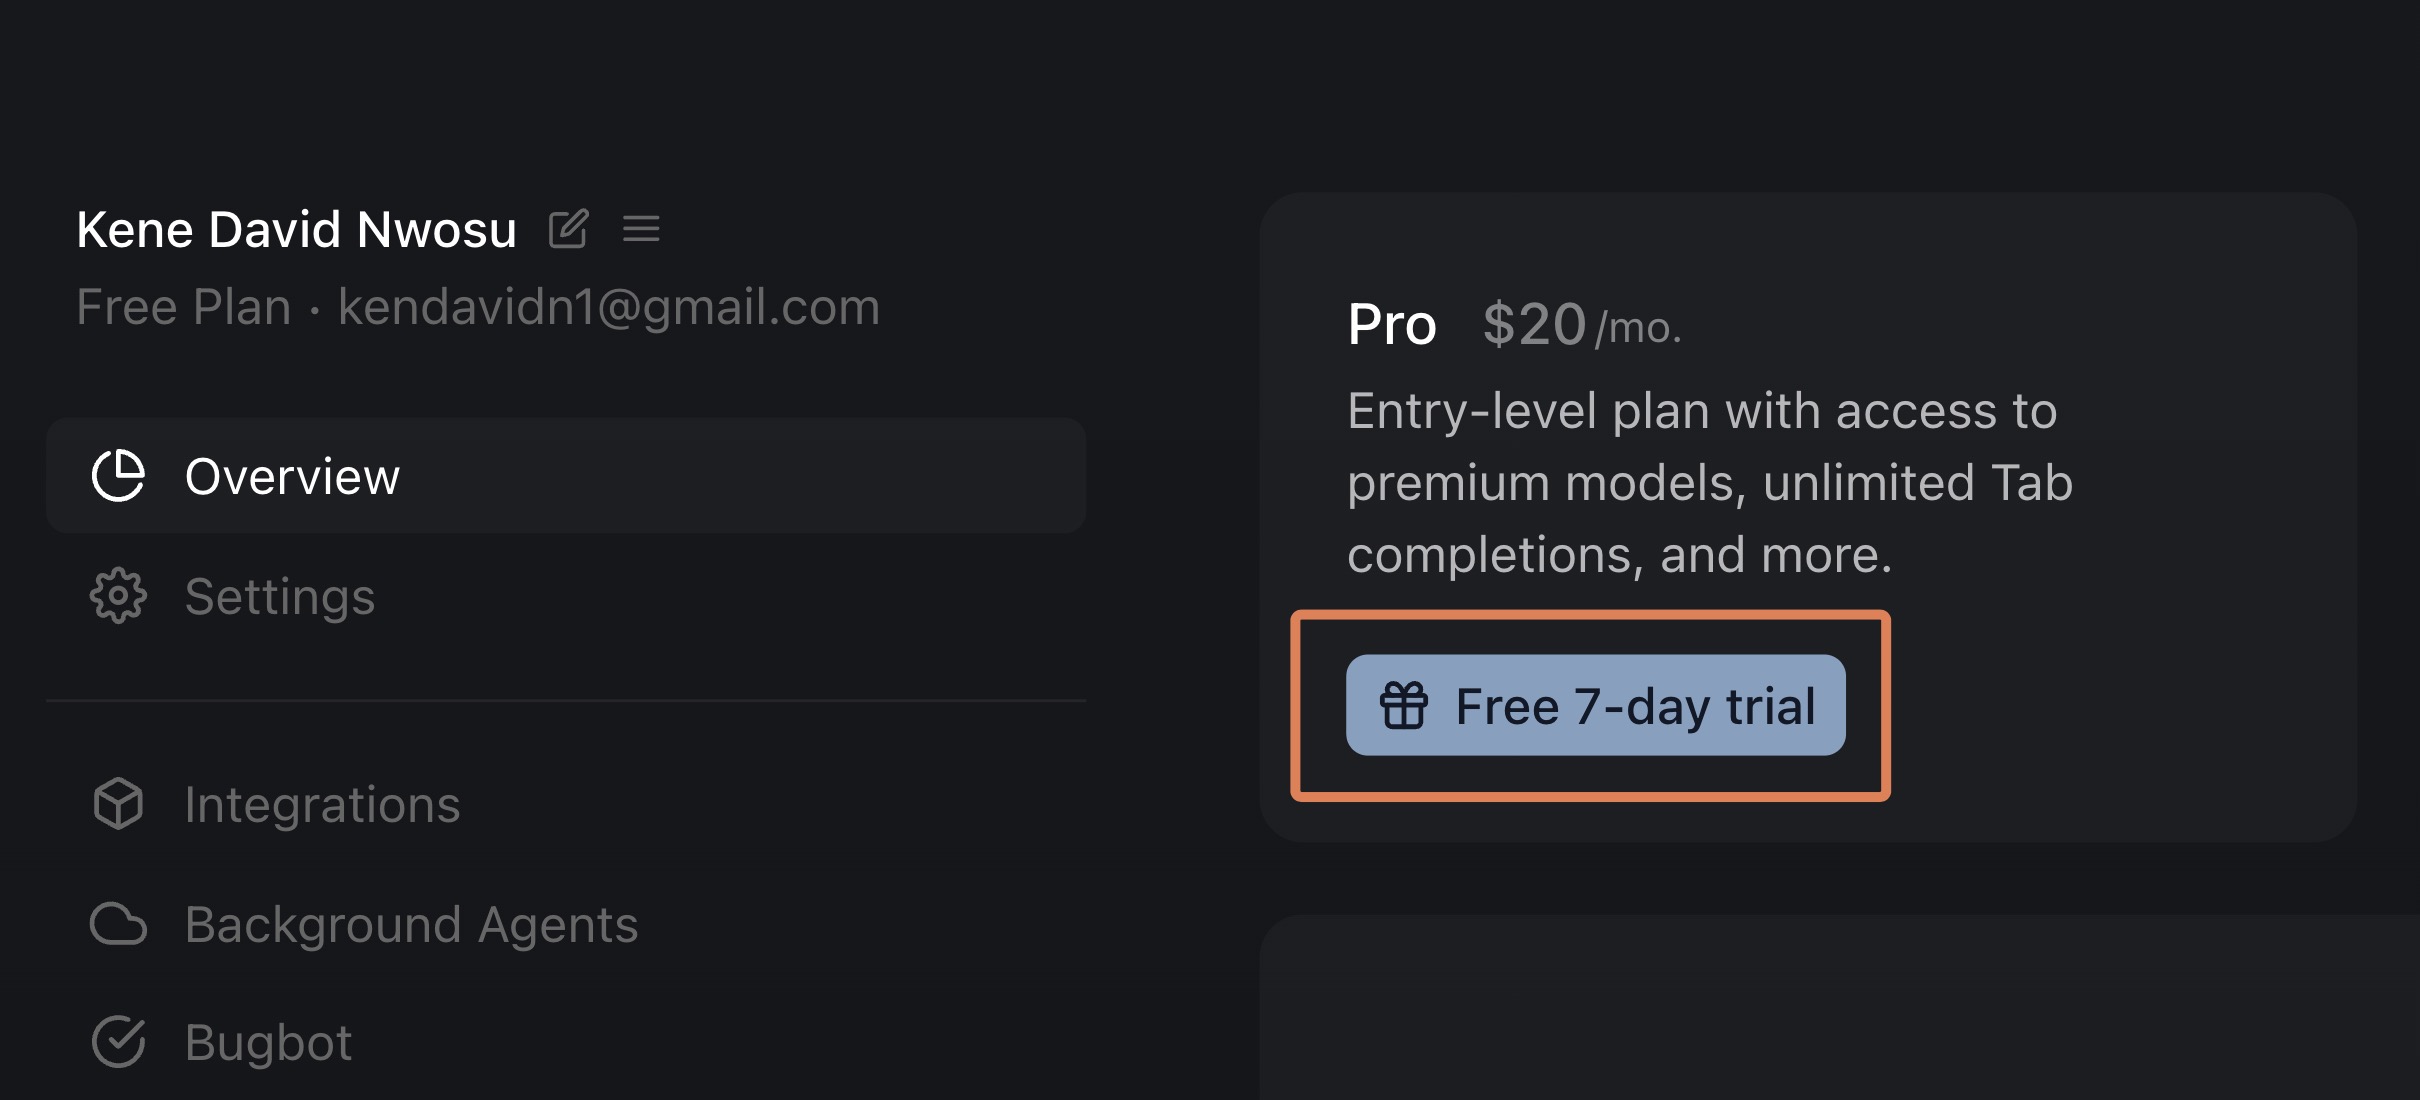 Kene David Nwosu
Free Plan · kendavidn1@gmail.com
Overview
Settings
Integrations
Background Agents
Bugbot
Pro $20/mo.
Entry-level plan with access to
premium models, unlimited Tab
completions, and more.
Free 7-day trial